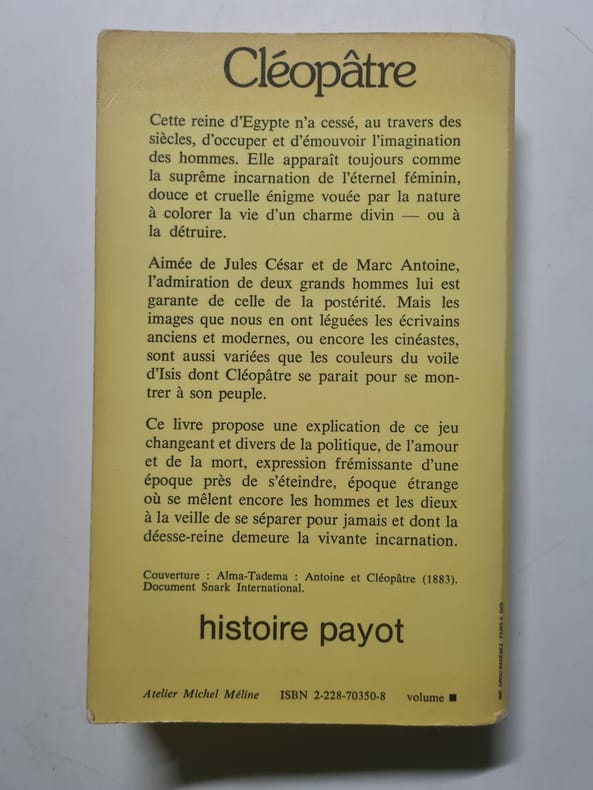 Cléopâtre
Cette reine d'Egypte n'a cessé, au travers des
siècles, d'occuper et d'émouvoir l'imagination
des hommes. Elle apparaît toujours comme
la suprême incarnation de l'éternel féminin,
douce et cruelle énigme vouée par la nature
à colorer la vie d'un charme divin — ou à
la détruire.
Aimée de Jules César et de Marc Antoine,
l'admiration de deux grands hommes lui est
garante de celle de la postérité. Mais les
images que nous en ont léguées les écrivains
anciens et modernes, ou encore les cinéastes,
sont aussi variées que les couleurs du voile
d'Isis dont Cléopâtre se parait pour se mon-
trer à son peuple.
Ce livre propose une explication de ce jeu
changeant et divers de la politique, de l'amour
et de la mort, expression frémissante d'une
époque près de s'éteindre, époque étrange
où se mêlent encore les hommes et les dieux
à la veille de se séparer pour jamais et dont la
déesse-reine demeure la vivante incarnation.
Couverture : Alma-Tadema : Antoine et Cléopâtre (1883).
Document Snark International.
histoire payot
Atelier Michel Méline ISBN 2-228-70350-8 volume ■